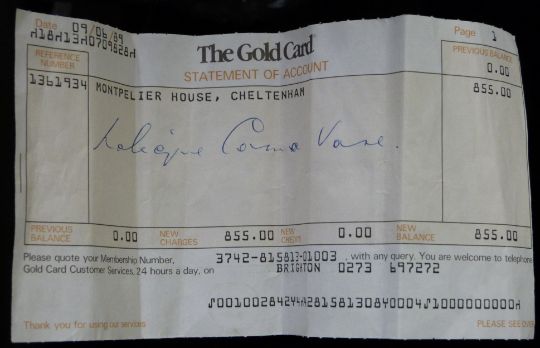 Date 09/06/89 Page 1
The Gold Card
STATEMENT OF ACCOUNT
REFERENCE NUMBER PREVIOUS BALANCE
0.00
1361934 MONTPELIER HOUSE, CHELTENHAM 855.00
Lalique Vase.
PREVIOUS BALANCE 0.00 NEW CHARGES 855.00 NEW 0.00 NEW BALANCE 855.00
Please quote your Membership Number, 3742-815813-01003 , with any query. You are welcome to telephone
Gold Card Customer Services, 24 hours a day, on BRIGHTON 0273 697272
Thank you for using our services PLEASE SEE OVER